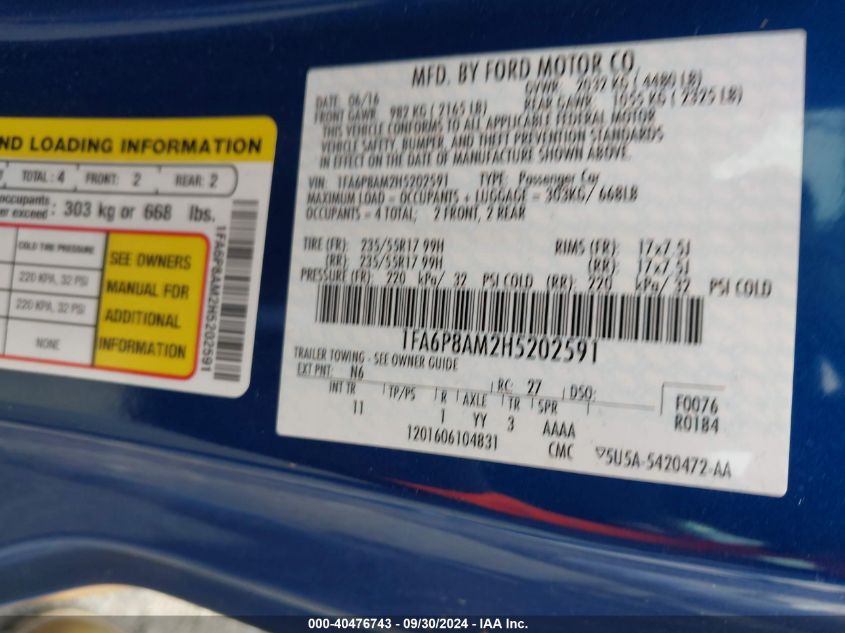 ND LOADING INFORMATION
TOTAL: 4 FRONT: 2 REAR: 2
occupants
er exceed: 303 kg or 668 lbs.
COLD TIRE PRESSURE
220 KPA, 32 PSI
220 KPA, 32 PSI
NONE
SEE OWNERS
MANUAL FOR
ADDITIONAL
INFORMATION
1FA6P8AM2H5202591
MFD. BY FORD MOTOR CO.
DATE: 06/16 GVWR: 2032 KG ( 4480 LB)
FRONT GAWR: 982 KG ( 2165 LB) REAR GAWR: 1055 KG ( 2325 LB)
THIS VEHICLE CONFORMS TO ALL APPLICABLE FEDERAL MOTOR
VEHICLE SAFETY, BUMPER, AND THEFT PREVENTION STANDARDS
IN EFFECT ON THE DATE OF MANUFACTURE SHOWN ABOVE.
VIN: 1FA6P8AM2H5202591 TYPE: Passenger Car
MAXIMUM LOAD = OCCUPANTS + LUGGAGE = 303KG/ 668LB
OCCUPANTS = 4 TOTAL; 2 FRONT, 2 REAR
TIRE (FR): 235/55R17 99H RIMS (FR): 17x7.5J
(RR): 235/55R17 99H (RR): 17x7.5J
PRESSURE (FR): 220 kPa/ 32 PSI COLD (RR): 220 kPa/ 32 PSI COLD
1FA6P8AM2H5202591
TRAILER TOWING - SEE OWNER GUIDE
EXT PNT: N6 RC: 27 DSO: F0076
INT TR TP/PS R AXLE TR SPR R0184
11 1 YY 3 AAAA
1201606104831 CMC ▽5U5A-5420472-AA
000-40476743 / 09/30/2024 - IAA Inc.